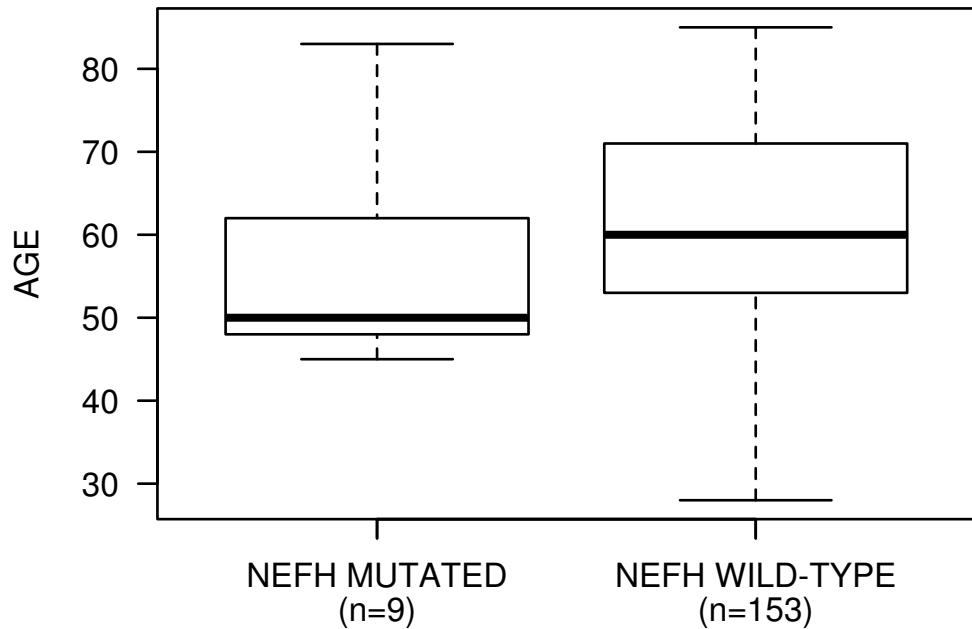 AGE
80
70
60
50
40
30
NEFH MUTATED
(n=9)
NEFH WILD-TYPE
(n=153)